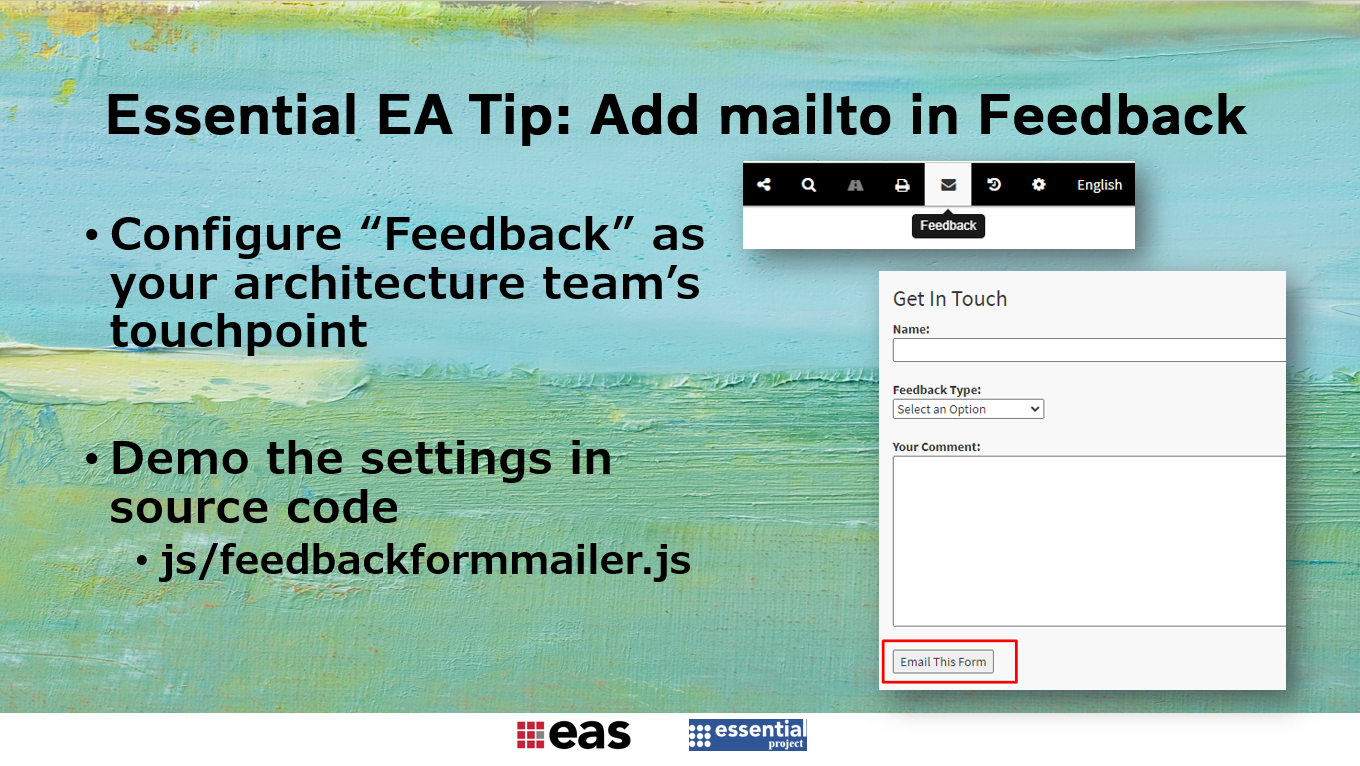 Essential EA Tip: Add mailto in Feedback
• Configure “Feedback” as
your architecture team’s
touchpoint
• Demo the settings in
source code
• js/feedbackformmailer.js
English
Feedback
Get In Touch
Name:
Feedback Type:
Select an Option
Your Comment:
Email This Form
eas
essential
project